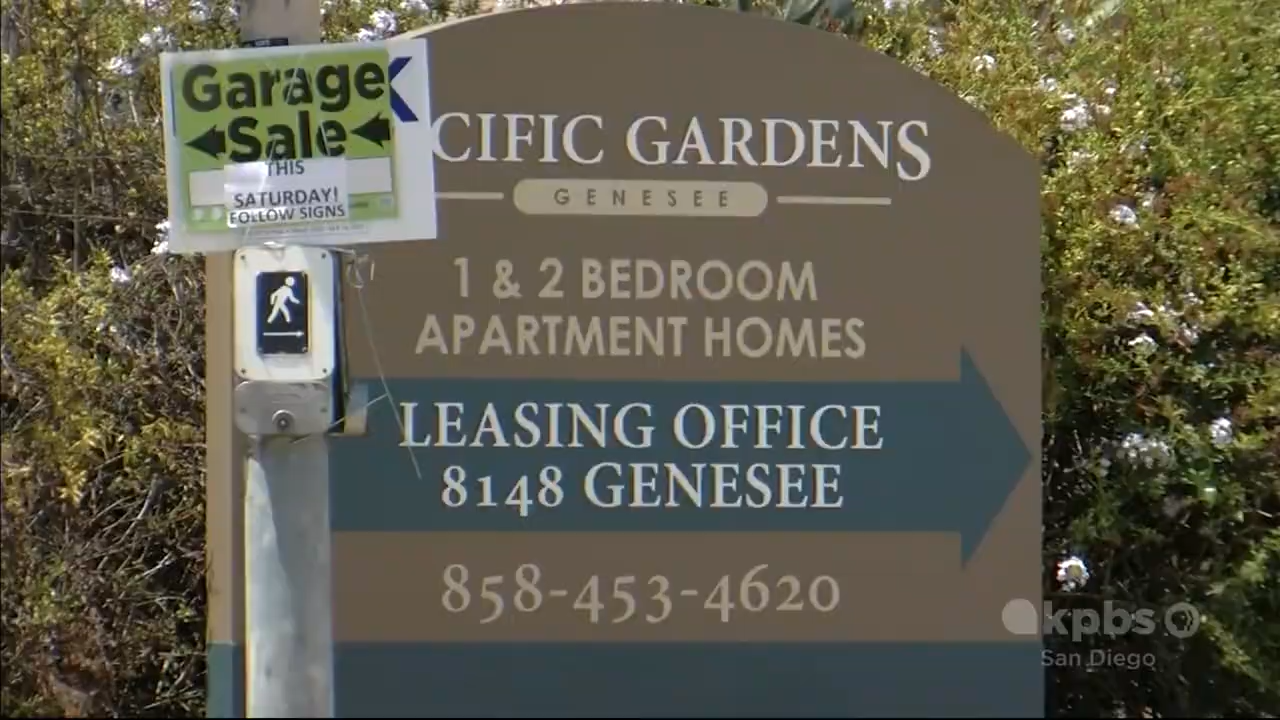 Garage
Sale
THIS
SATURDAY!
FOLLOW SIGNS
CIFIC GARDENS
GENESEE
1 & 2 BEDROOM
APARTMENT HOMES
LEASING OFFICE
8148 GENESEE
858-453-4620
kpbs
San Diego